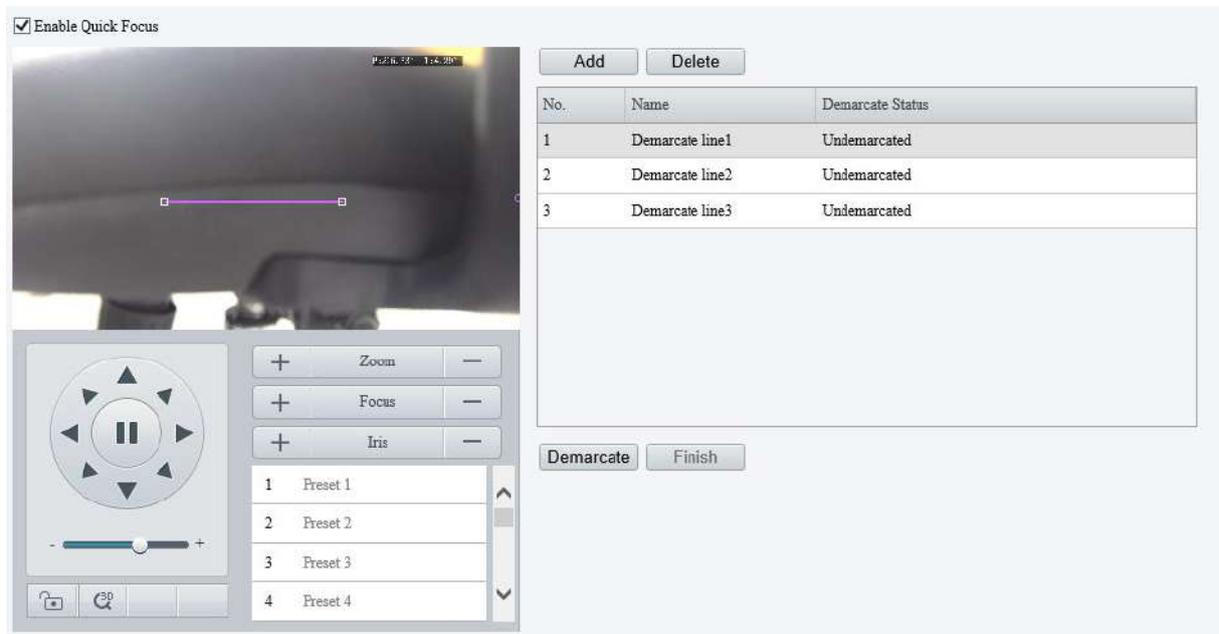 Enable Quick Focus
Add Delete
No. Name Demarcate Status
1 Demarcate line1 Undemarcated
2 Demarcate line2 Undemarcated
3 Demarcate line3 Undemarcated
+ Zoom —
+ Focus —
+ Iris —
Demarcate Finish
1 Preset 1
2 Preset 2
- +
3 Preset 3
3D
4 Preset 4